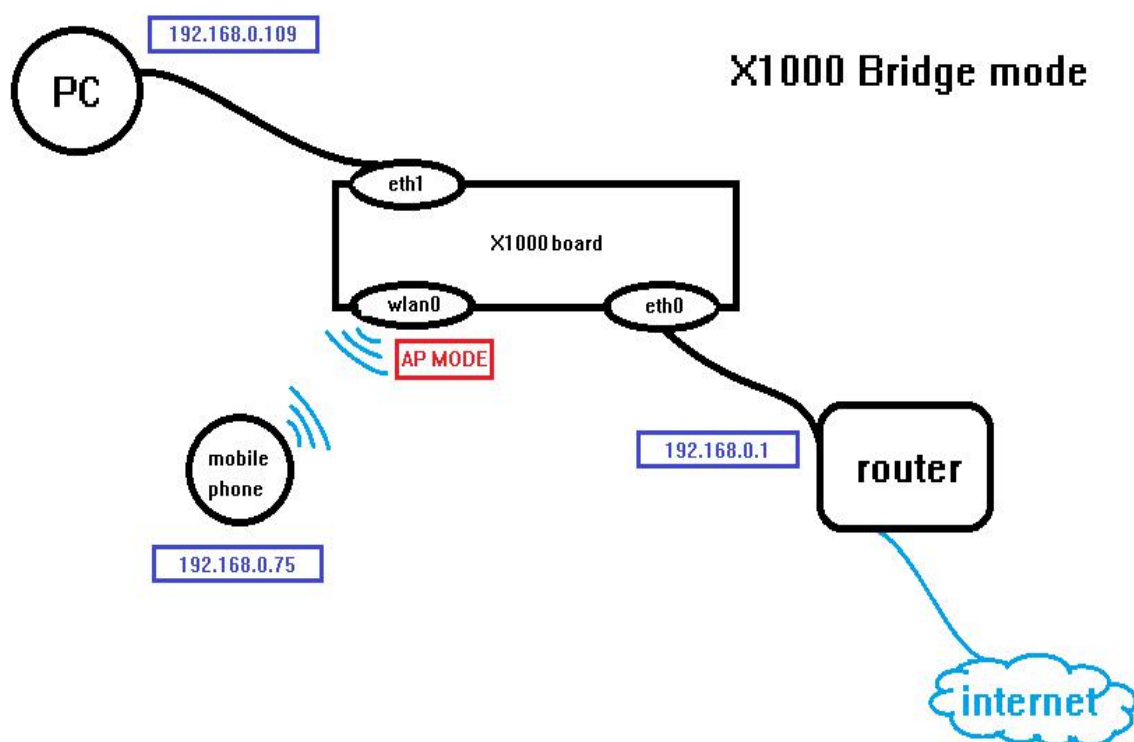 192.168.0.109
PC
X1000 Bridge mode
eth1
X1000 board
wlan0
eth0
AP MODE
192.168.0.1
router
mobile
phone
192.168.0.75
internet